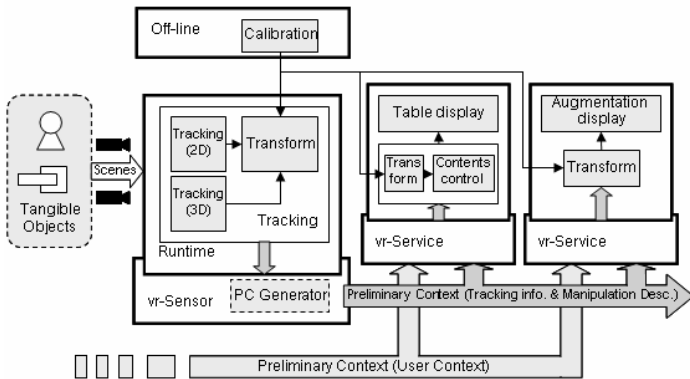 Off-line
Calibration
Tracking
(2D)
Transform
Tracking
(3D)
Tracking
Runtime
Scenes
Tangible
Objects
Table display
Trans
form
Contents
control
vr-Service
Augmentation
display
Transform
vr-Service
vr-Sensor
PC Generator
Preliminary Context (Tracking info. & Manipulation Desc.)
Preliminary Context (User Context)